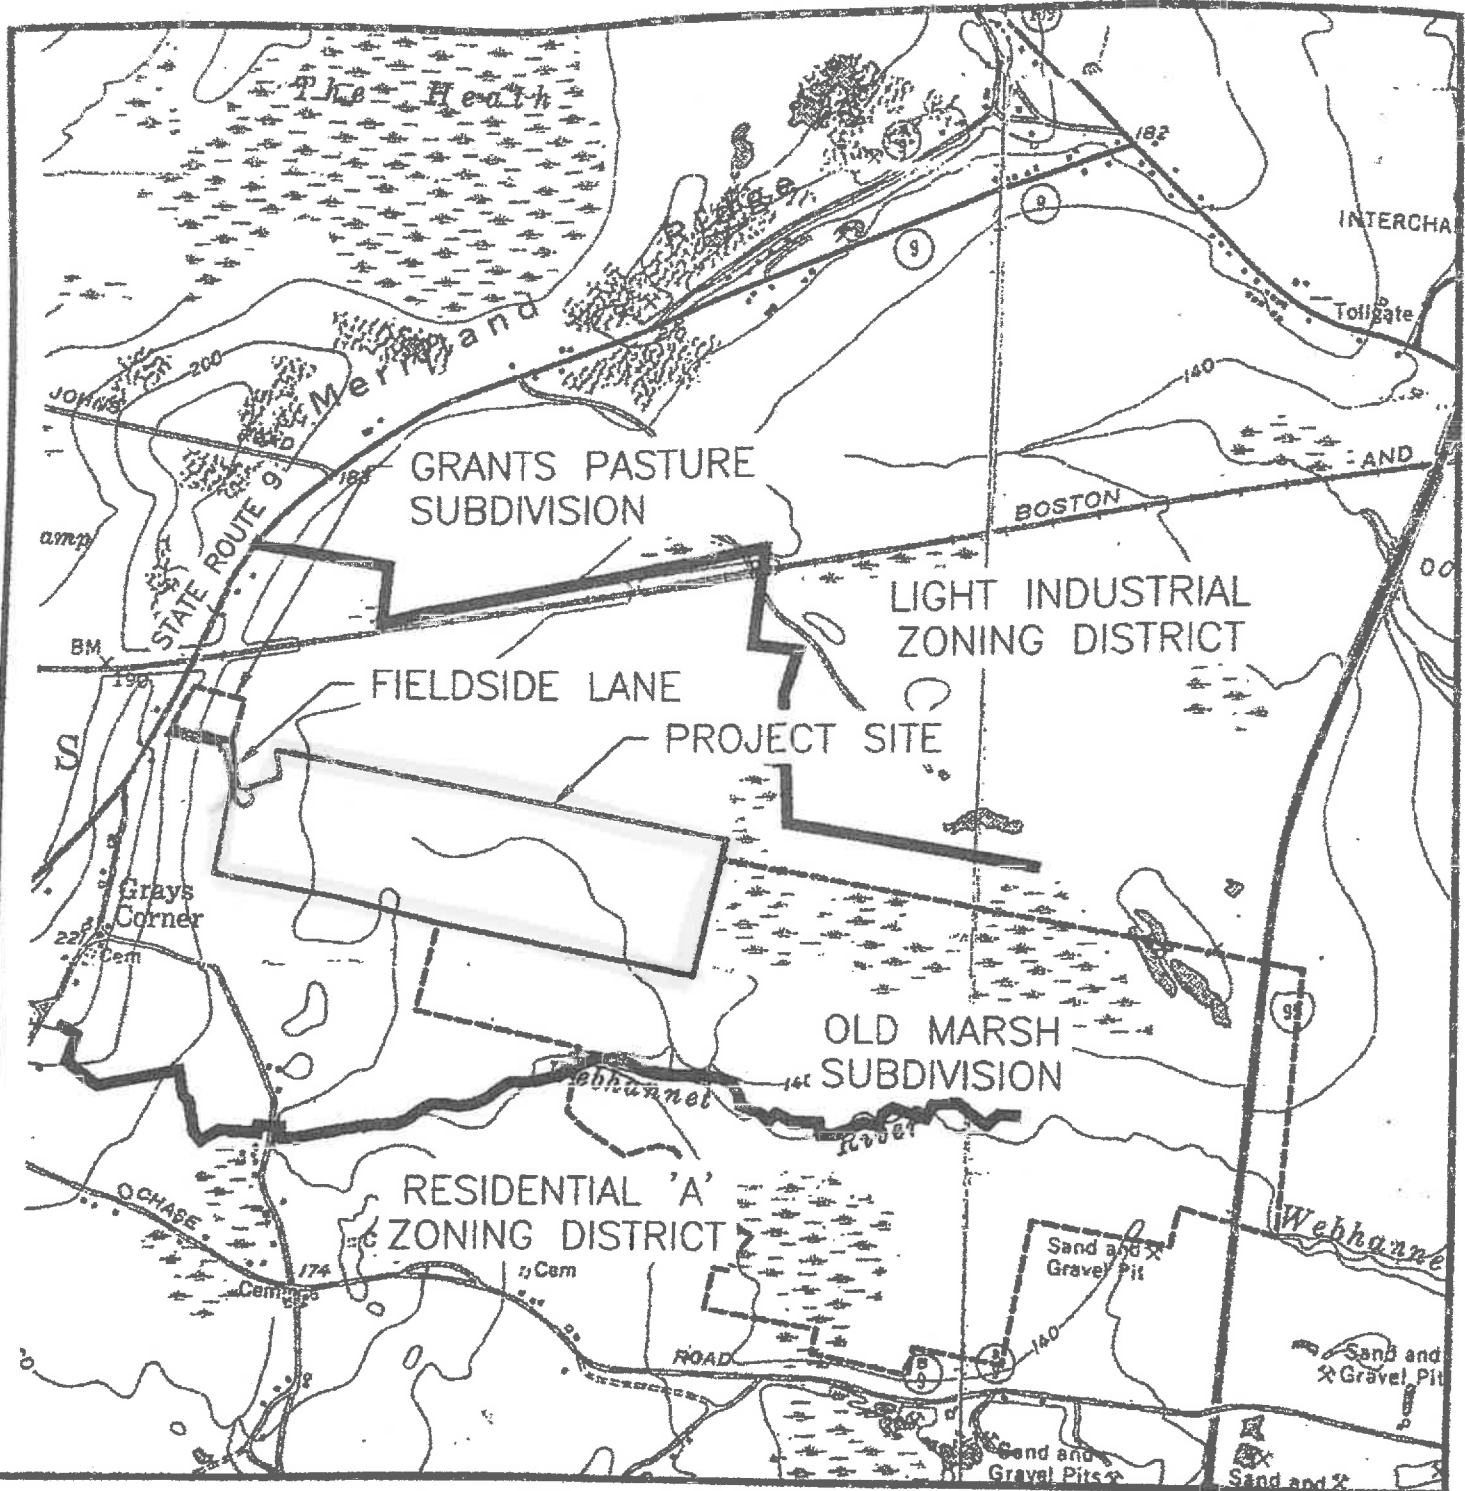 The Heath
182
9
9
INTERCHA
Tollgate
Ridge
Merriland
200
JOHNS
ROAD
185
STATE ROUTE 9
140
AND
BOSTON
GRANTS PASTURE
SUBDIVISION
amp
LIGHT INDUSTRIAL
ZONING DISTRICT
BM
190
FIELDSIDE LANE
PROJECT SITE
S
Grays
Corner
221
Cem
OLD MARSH
SUBDIVISION
Webhannet
River
RESIDENTIAL 'A'
ZONING DISTRICT
CHASE
174
Cem
Cem
Webhanne
Sand and
Gravel Pit
140
ROAD
Sand and
Gravel Pit
Sand and
Gravel Pits
Sand and